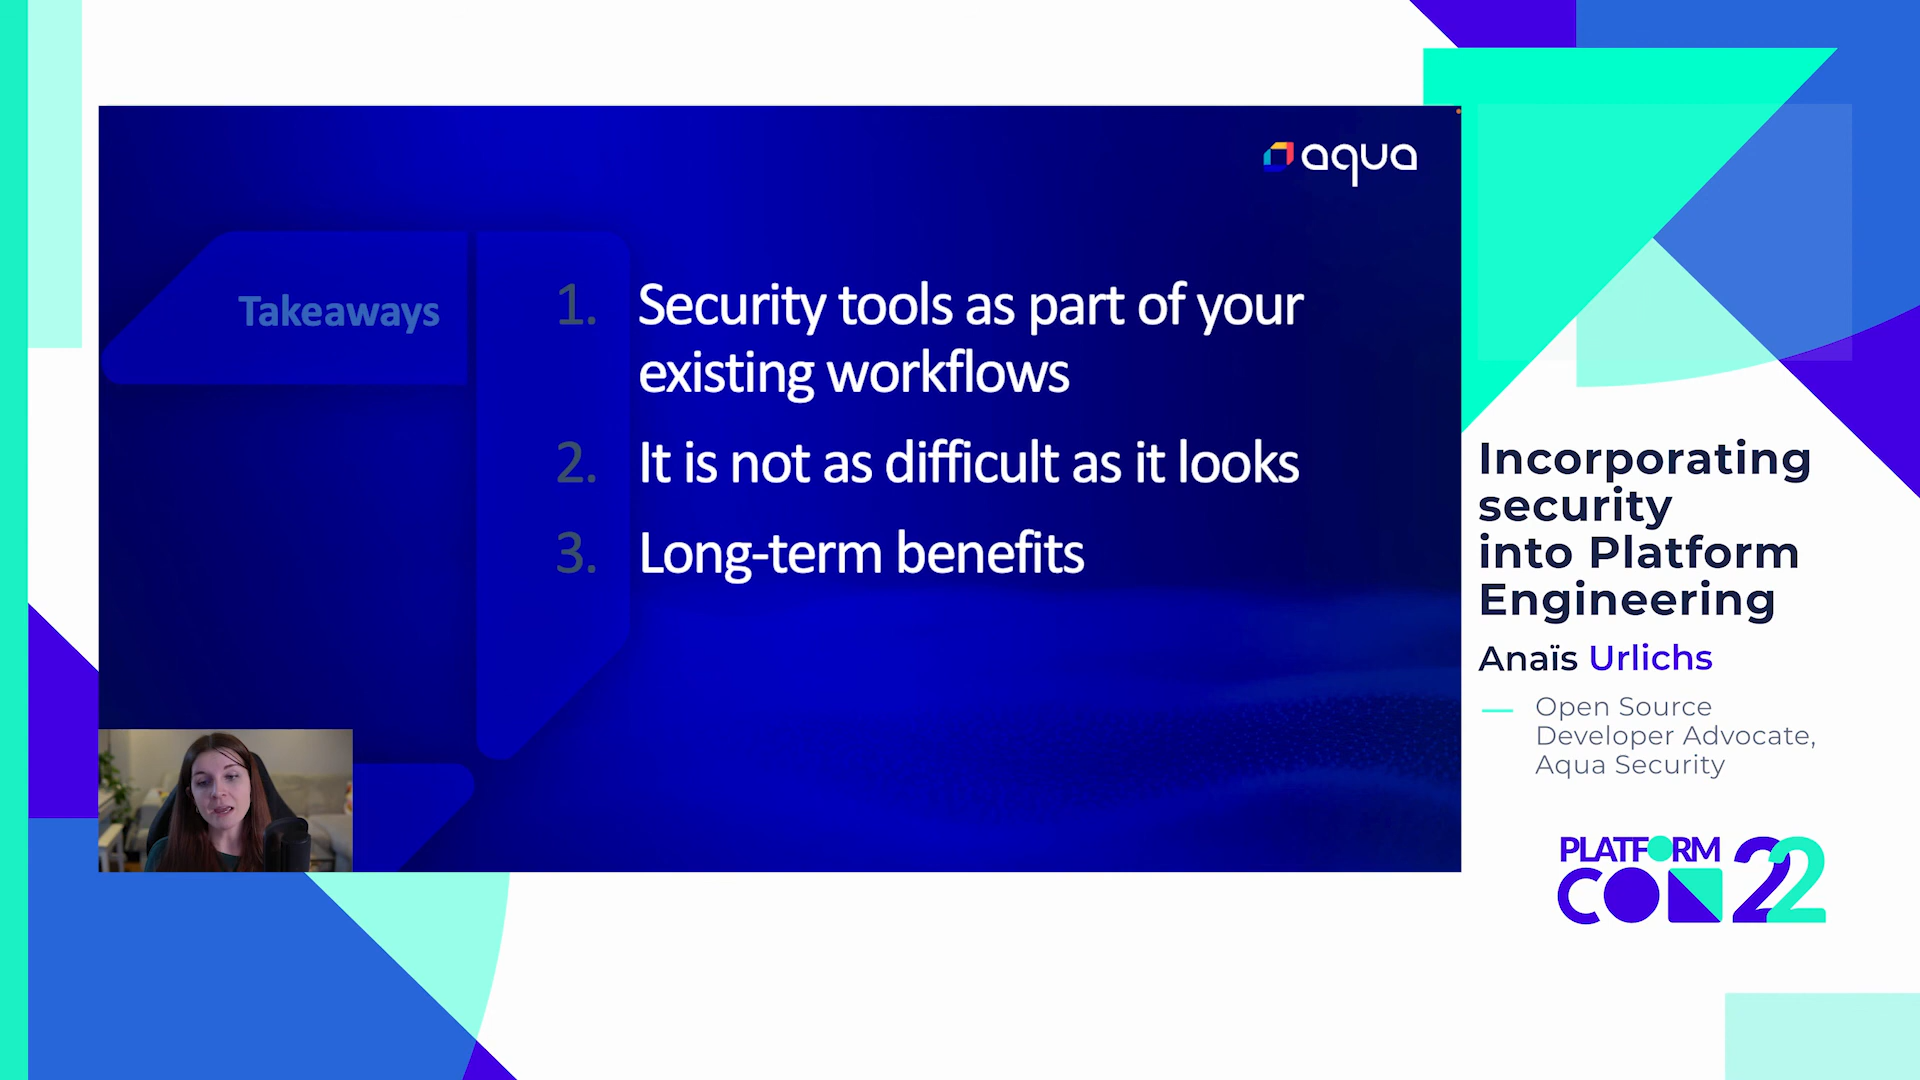 aqua
Takeaways
1. Security tools as part of your
existing workflows
2. It is not as difficult as it looks
3. Long-term benefits
Incorporating
security
into Platform
Engineering
Anaïs Urlichs
Open Source
Developer Advocate,
Aqua Security
PLATFORM
CON 22